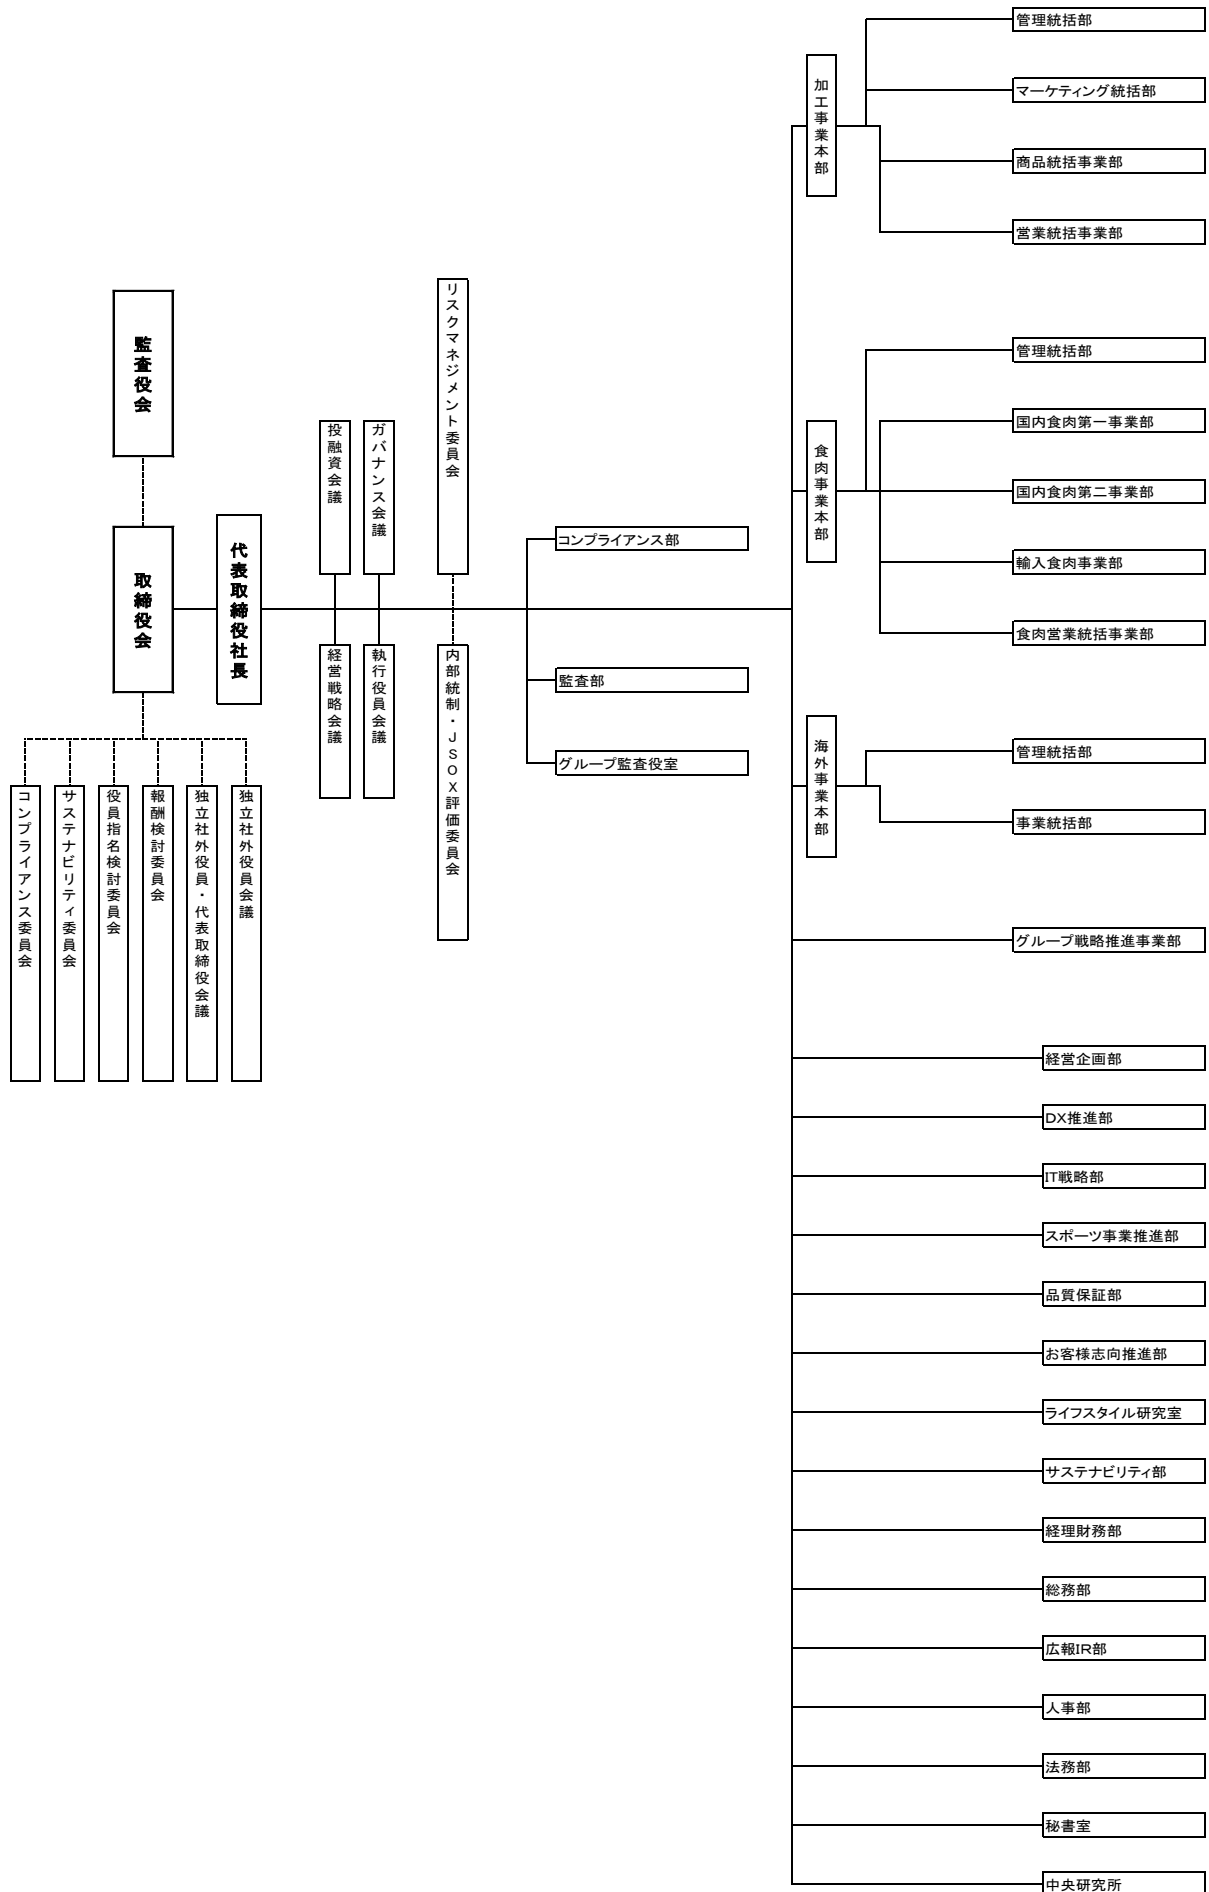 監査役会
取締役会
代表取締役社長
コンプライアンス委員会
サステナビリティ委員会
役員指名検討委員会
報酬検討委員会
独立社外役員・代表取締役会議
独立社外役員会議
投融資会議
ガバナンス会議
経営戦略会議
執行役員会議
リスクマネジメント委員会
内部統制・JSOX評価委員会
コンプライアンス部
監査部
グループ監査役室
加工事業本部
管理統括部
マーケティング統括部
商品統括事業部
営業統括事業部
食肉事業本部
管理統括部
国内食肉第一事業部
国内食肉第二事業部
輸入食肉事業部
食肉営業統括事業部
海外事業本部
管理統括部
事業統括部
グループ戦略推進事業部
経営企画部
DX推進部
IT戦略部
スポーツ事業推進部
品質保証部
お客様志向推進部
ライフスタイル研究室
サステナビリティ部
経理財務部
総務部
広報IR部
人事部
法務部
秘書室
中央研究所